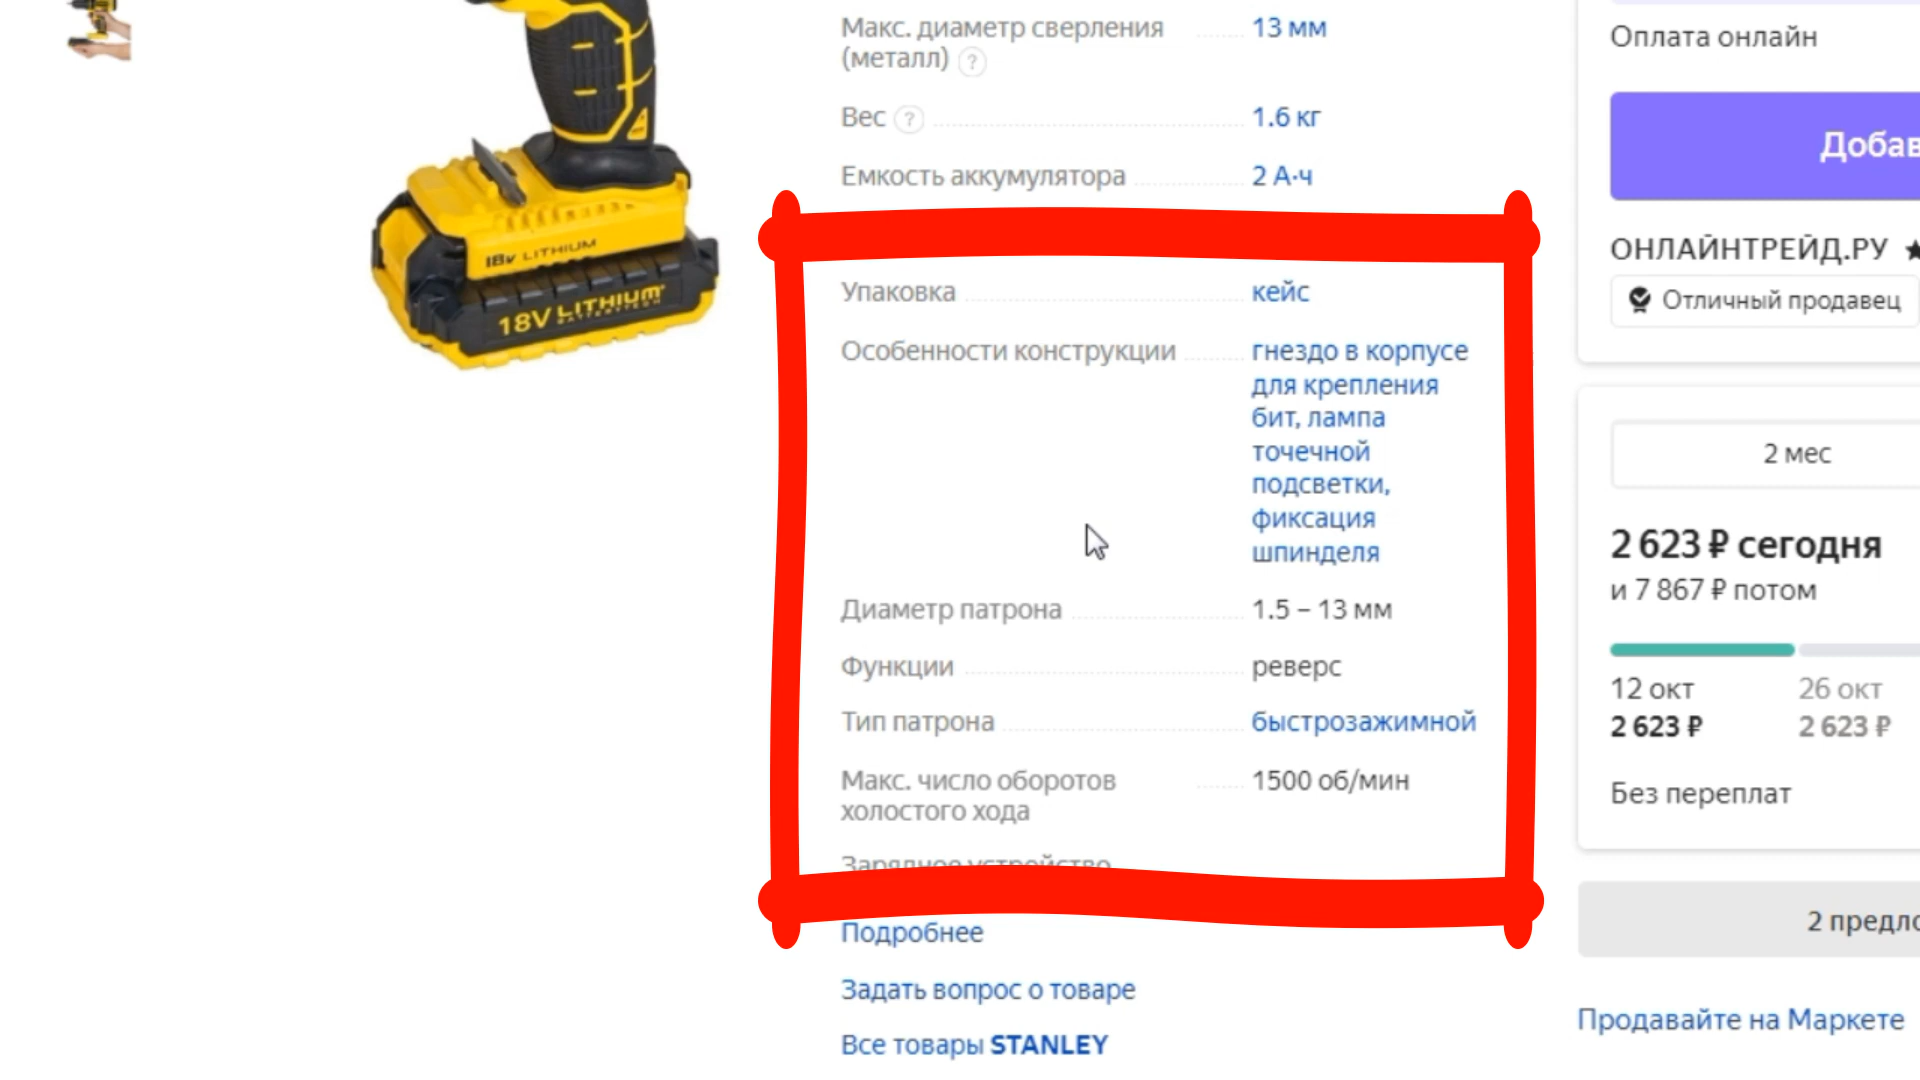 Макс. диаметр сверления
(металл) ?
13 мм
Вес ?
1.6 кг
Емкость аккумулятора
2 А·ч
Упаковка
кейс
Особенности конструкции
гнездо в корпусе
для крепления
бит, лампа
точечной
подсветки,
фиксация
шпинделя
Диаметр патрона
1.5 – 13 мм
Функции
реверс
Тип патрона
быстрозажимной
Макс. число оборотов
холостого хода
1500 об/мин
Зарядное устройство
Подробнее
Задать вопрос о товаре
Все товары STANLEY
18V LITHIUM
18V LITHIUM
Оплата онлайн
Добав
ОНЛАЙНТРЕЙД.РУ
Отличный продавец
2 мес
2 623 ₽ сегодня
и 7 867 ₽ потом
12 окт
2 623 ₽
26 окт
2 623 ₽
Без переплат
2 предло
Продавайте на Маркете